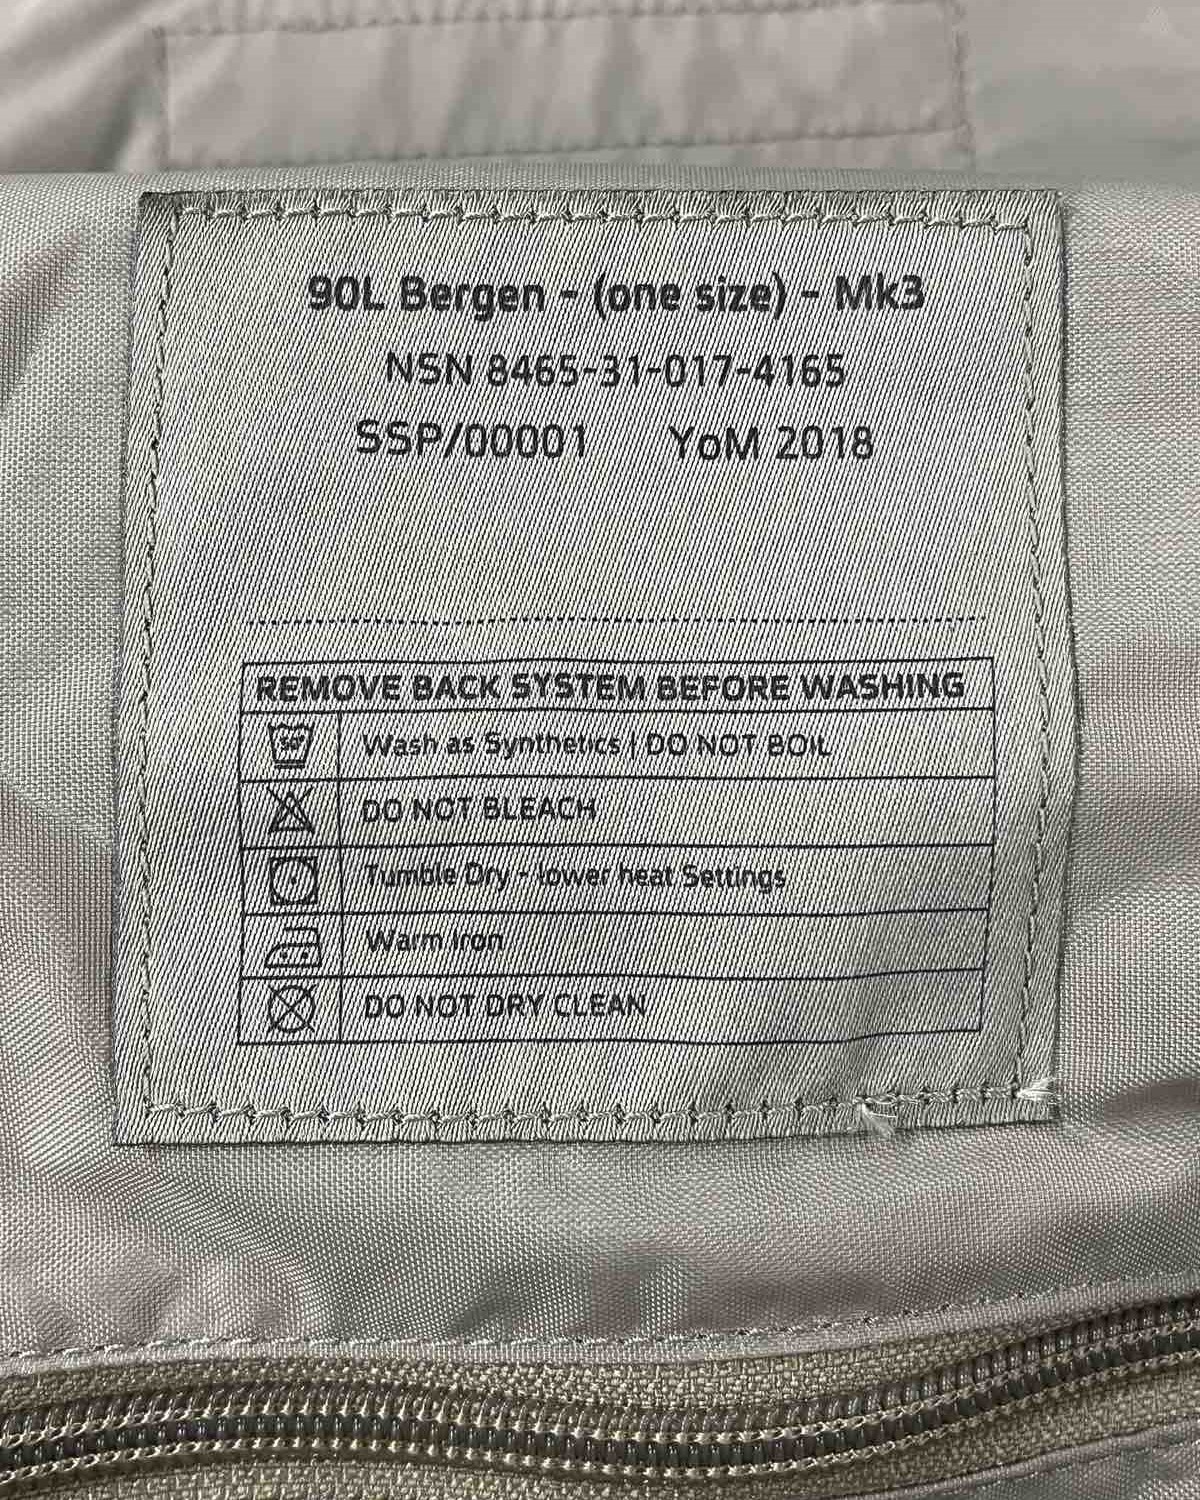 90L Bergen - (one size) - Mk3
NSN 8465-31-017-4165
SSP/00001 YoM 2018
REMOVE BACK SYSTEM BEFORE WASHING
50° Wash as Synthetics | DO NOT BOIL
DO NOT BLEACH
Tumble Dry - lower heat Settings
Warm Iron
DO NOT DRY CLEAN